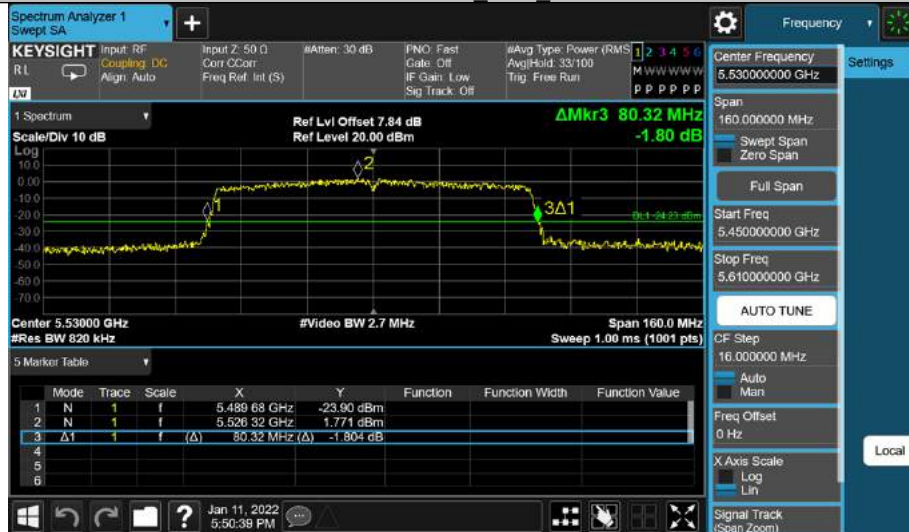 Spectrum Analyzer 1
Swept SA
+
Frequency
KEYSIGHT
RL
LXI
Input: RF
Coupling: DC
Align: Auto
Input Z: 50 Ω
Corr CCorr
Freq Ref: Int (S)
#Atten: 30 dB
PNO: Fast
Gate: Off
IF Gain: Low
Sig Track: Off
#Avg Type: Power (RMS
Avg|Hold: 33/100
Trig: Free Run
1 2 3 4 5 6
M W W W W W
P P P P P P
1 Spectrum
Scale/Div 10 dB
Ref Lvl Offset 7.84 dB
Ref Level 20.00 dBm
ΔMkr3 80.32 MHz
-1.80 dB
Log
10.0
0.00
-10.0
-20.0
-30.0
-40.0
-50.0
-60.0
-70.0
1
2
3Δ1
DL1 -24.23 dBm
Center 5.53000 GHz
#Video BW 2.7 MHz
Span 160.0 MHz
#Res BW 820 kHz
Sweep 1.00 ms (1001 pts)
5 Marker Table
Mode Trace Scale X Y Function Function Width Function Value
1 N 1 f 5.489 68 GHz -23.90 dBm
2 N 1 f 5.526 32 GHz 1.771 dBm
3 Δ1 1 f (Δ) 80.32 MHz (Δ) -1.804 dB
4
5
6
?
Jan 11, 2022
5:50:39 PM
Center Frequency
5.530000000 GHz
Span
160.000000 MHz
Swept Span
Zero Span
Full Span
Start Freq
5.450000000 GHz
Stop Freq
5.610000000 GHz
AUTO TUNE
CF Step
16.000000 MHz
Auto
Man
Freq Offset
0 Hz
X Axis Scale
Log
Lin
Signal Track
(Span Zoom)
Settings
Local